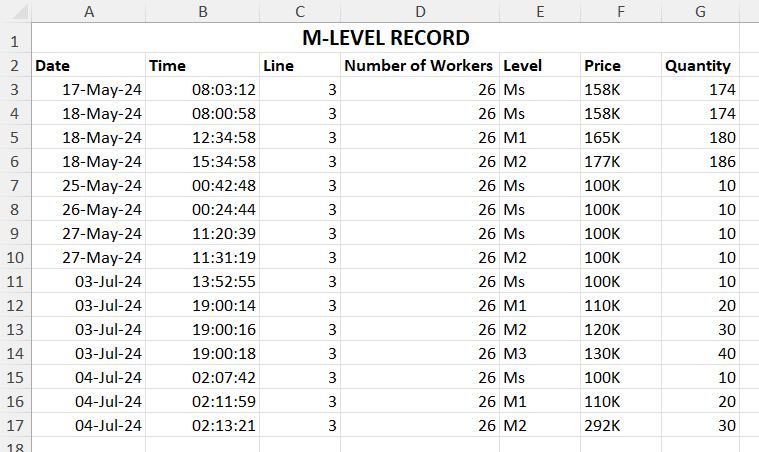 A B C D E F G
1 M-LEVEL RECORD
2 Date Time Line Number of Workers Level Price Quantity
3 17-May-24 08:03:12 3 26 Ms 158K 174
4 18-May-24 08:00:58 3 26 Ms 158K 174
5 18-May-24 12:34:58 3 26 M1 165K 180
6 18-May-24 15:34:58 3 26 M2 177K 186
7 25-May-24 00:42:48 3 26 Ms 100K 10
8 26-May-24 00:24:44 3 26 Ms 100K 10
9 27-May-24 11:20:39 3 26 Ms 100K 10
10 27-May-24 11:31:19 3 26 M2 100K 10
11 03-Jul-24 13:52:55 3 26 Ms 100K 10
12 03-Jul-24 19:00:14 3 26 M1 110K 20
13 03-Jul-24 19:00:16 3 26 M2 120K 30
14 03-Jul-24 19:00:18 3 26 M3 130K 40
15 04-Jul-24 02:07:42 3 26 Ms 100K 10
16 04-Jul-24 02:11:59 3 26 M1 110K 20
17 04-Jul-24 02:13:21 3 26 M2 292K 30
18